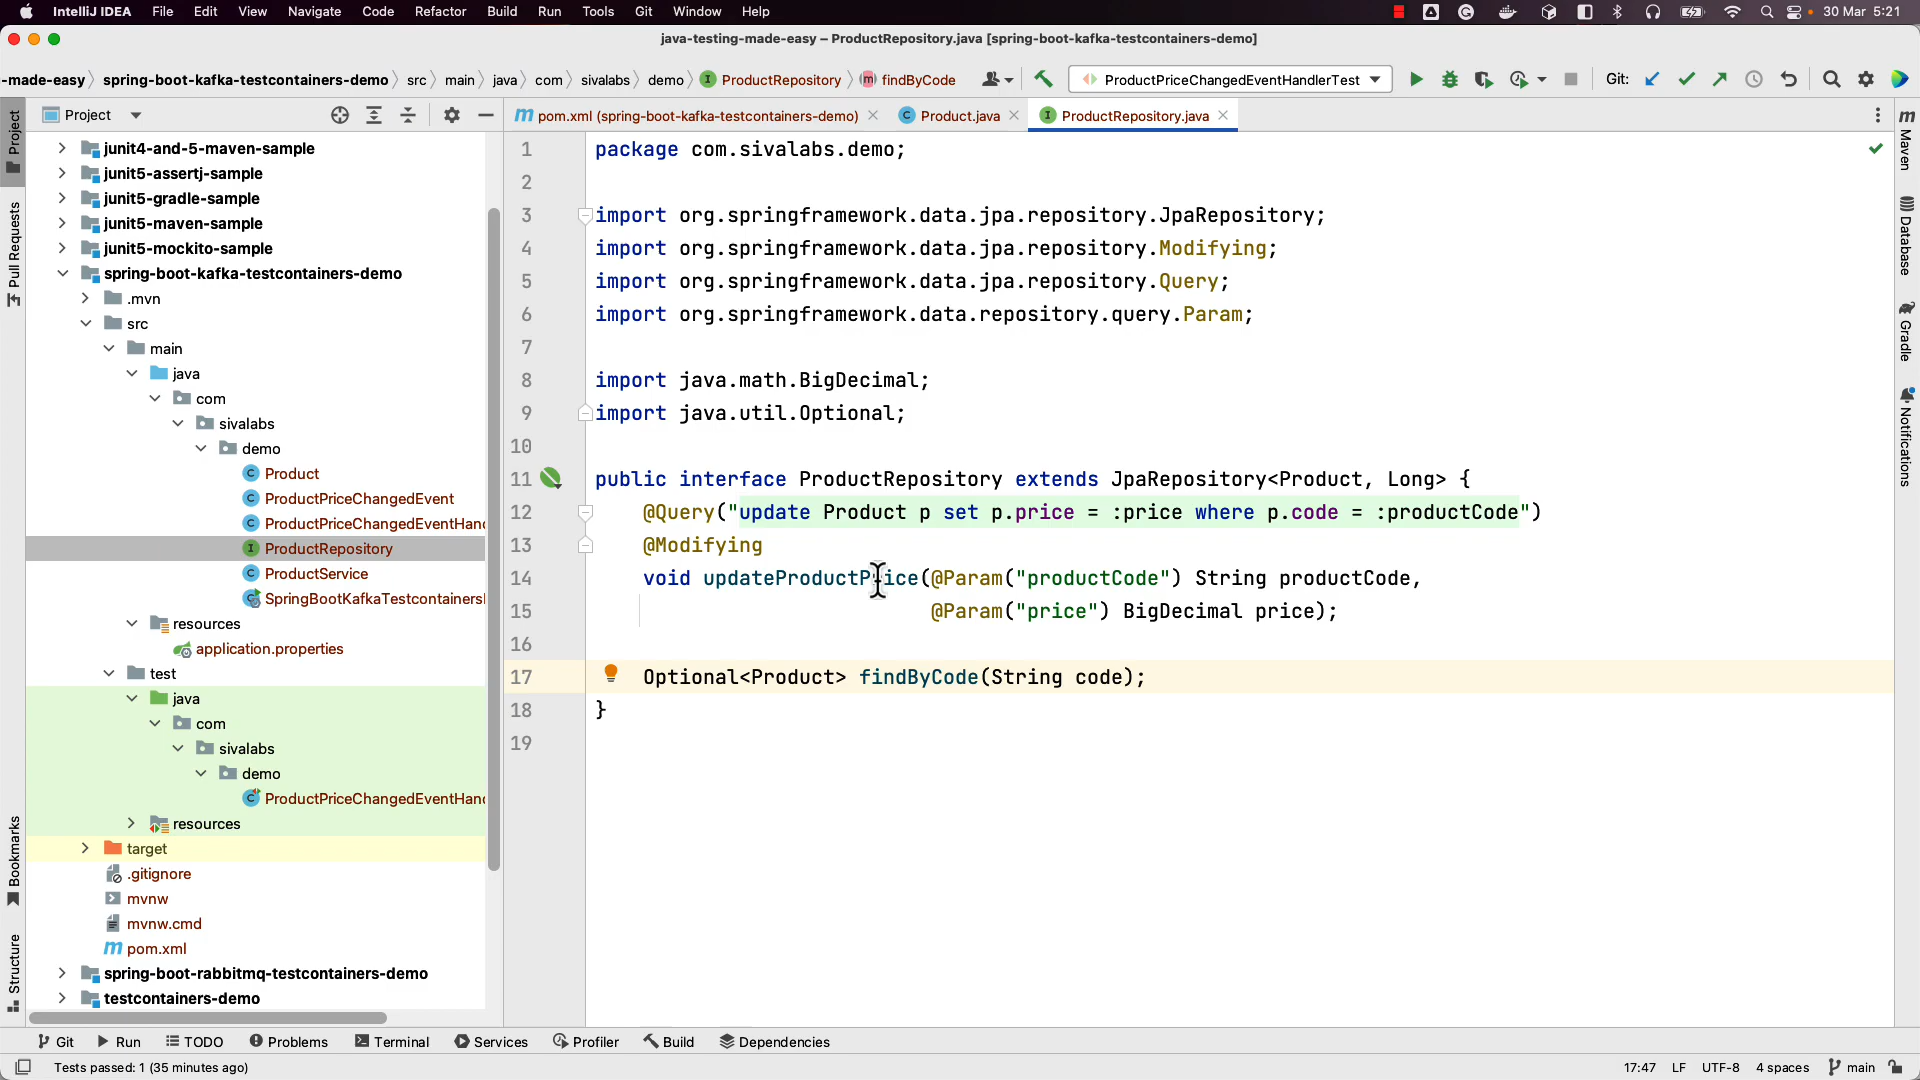 IntelliJ IDEA File Edit View Navigate Code Refactor Build Run Tools Git Window Help 30 Mar 5:21
java-testing-made-easy – ProductRepository.java [spring-boot-kafka-testcontainers-demo]
-made-easy spring-boot-kafka-testcontainers-demo src main java com sivalabs demo ProductRepository findByCode ProductPriceChangedEventHandlerTest Git:
Project
pom.xml (spring-boot-kafka-testcontainers-demo) Product.java ProductRepository.java
Project
Pull Requests
Bookmarks
Structure
junit4-and-5-maven-sample
junit5-assertj-sample
junit5-gradle-sample
junit5-maven-sample
junit5-mockito-sample
spring-boot-kafka-testcontainers-demo
.mvn
src
main
java
com
sivalabs
demo
Product
ProductPriceChangedEvent
ProductPriceChangedEventHand
ProductRepository
ProductService
SpringBootKafkaTestcontainers
resources
application.properties
test
java
com
sivalabs
demo
ProductPriceChangedEventHand
resources
target
.gitignore
mvnw
mvnw.cmd
pom.xml
spring-boot-rabbitmq-testcontainers-demo
testcontainers-demo
1 package com.sivalabs.demo;
2
3 import org.springframework.data.jpa.repository.JpaRepository;
4 import org.springframework.data.jpa.repository.Modifying;
5 import org.springframework.data.jpa.repository.Query;
6 import org.springframework.data.repository.query.Param;
7
8 import java.math.BigDecimal;
9 import java.util.Optional;
10
11 public interface ProductRepository extends JpaRepository<Product, Long> {
12 @Query("update Product p set p.price = :price where p.code = :productCode")
13 @Modifying
14 void updateProductPrice(@Param("productCode") String productCode,
15 @Param("price") BigDecimal price);
16
17 Optional<Product> findByCode(String code);
18 }
19
Maven
Database
Gradle
Notifications
Git Run TODO Problems Terminal Services Profiler Build Dependencies
Tests passed: 1 (35 minutes ago) 17:47 LF UTF-8 4 spaces main